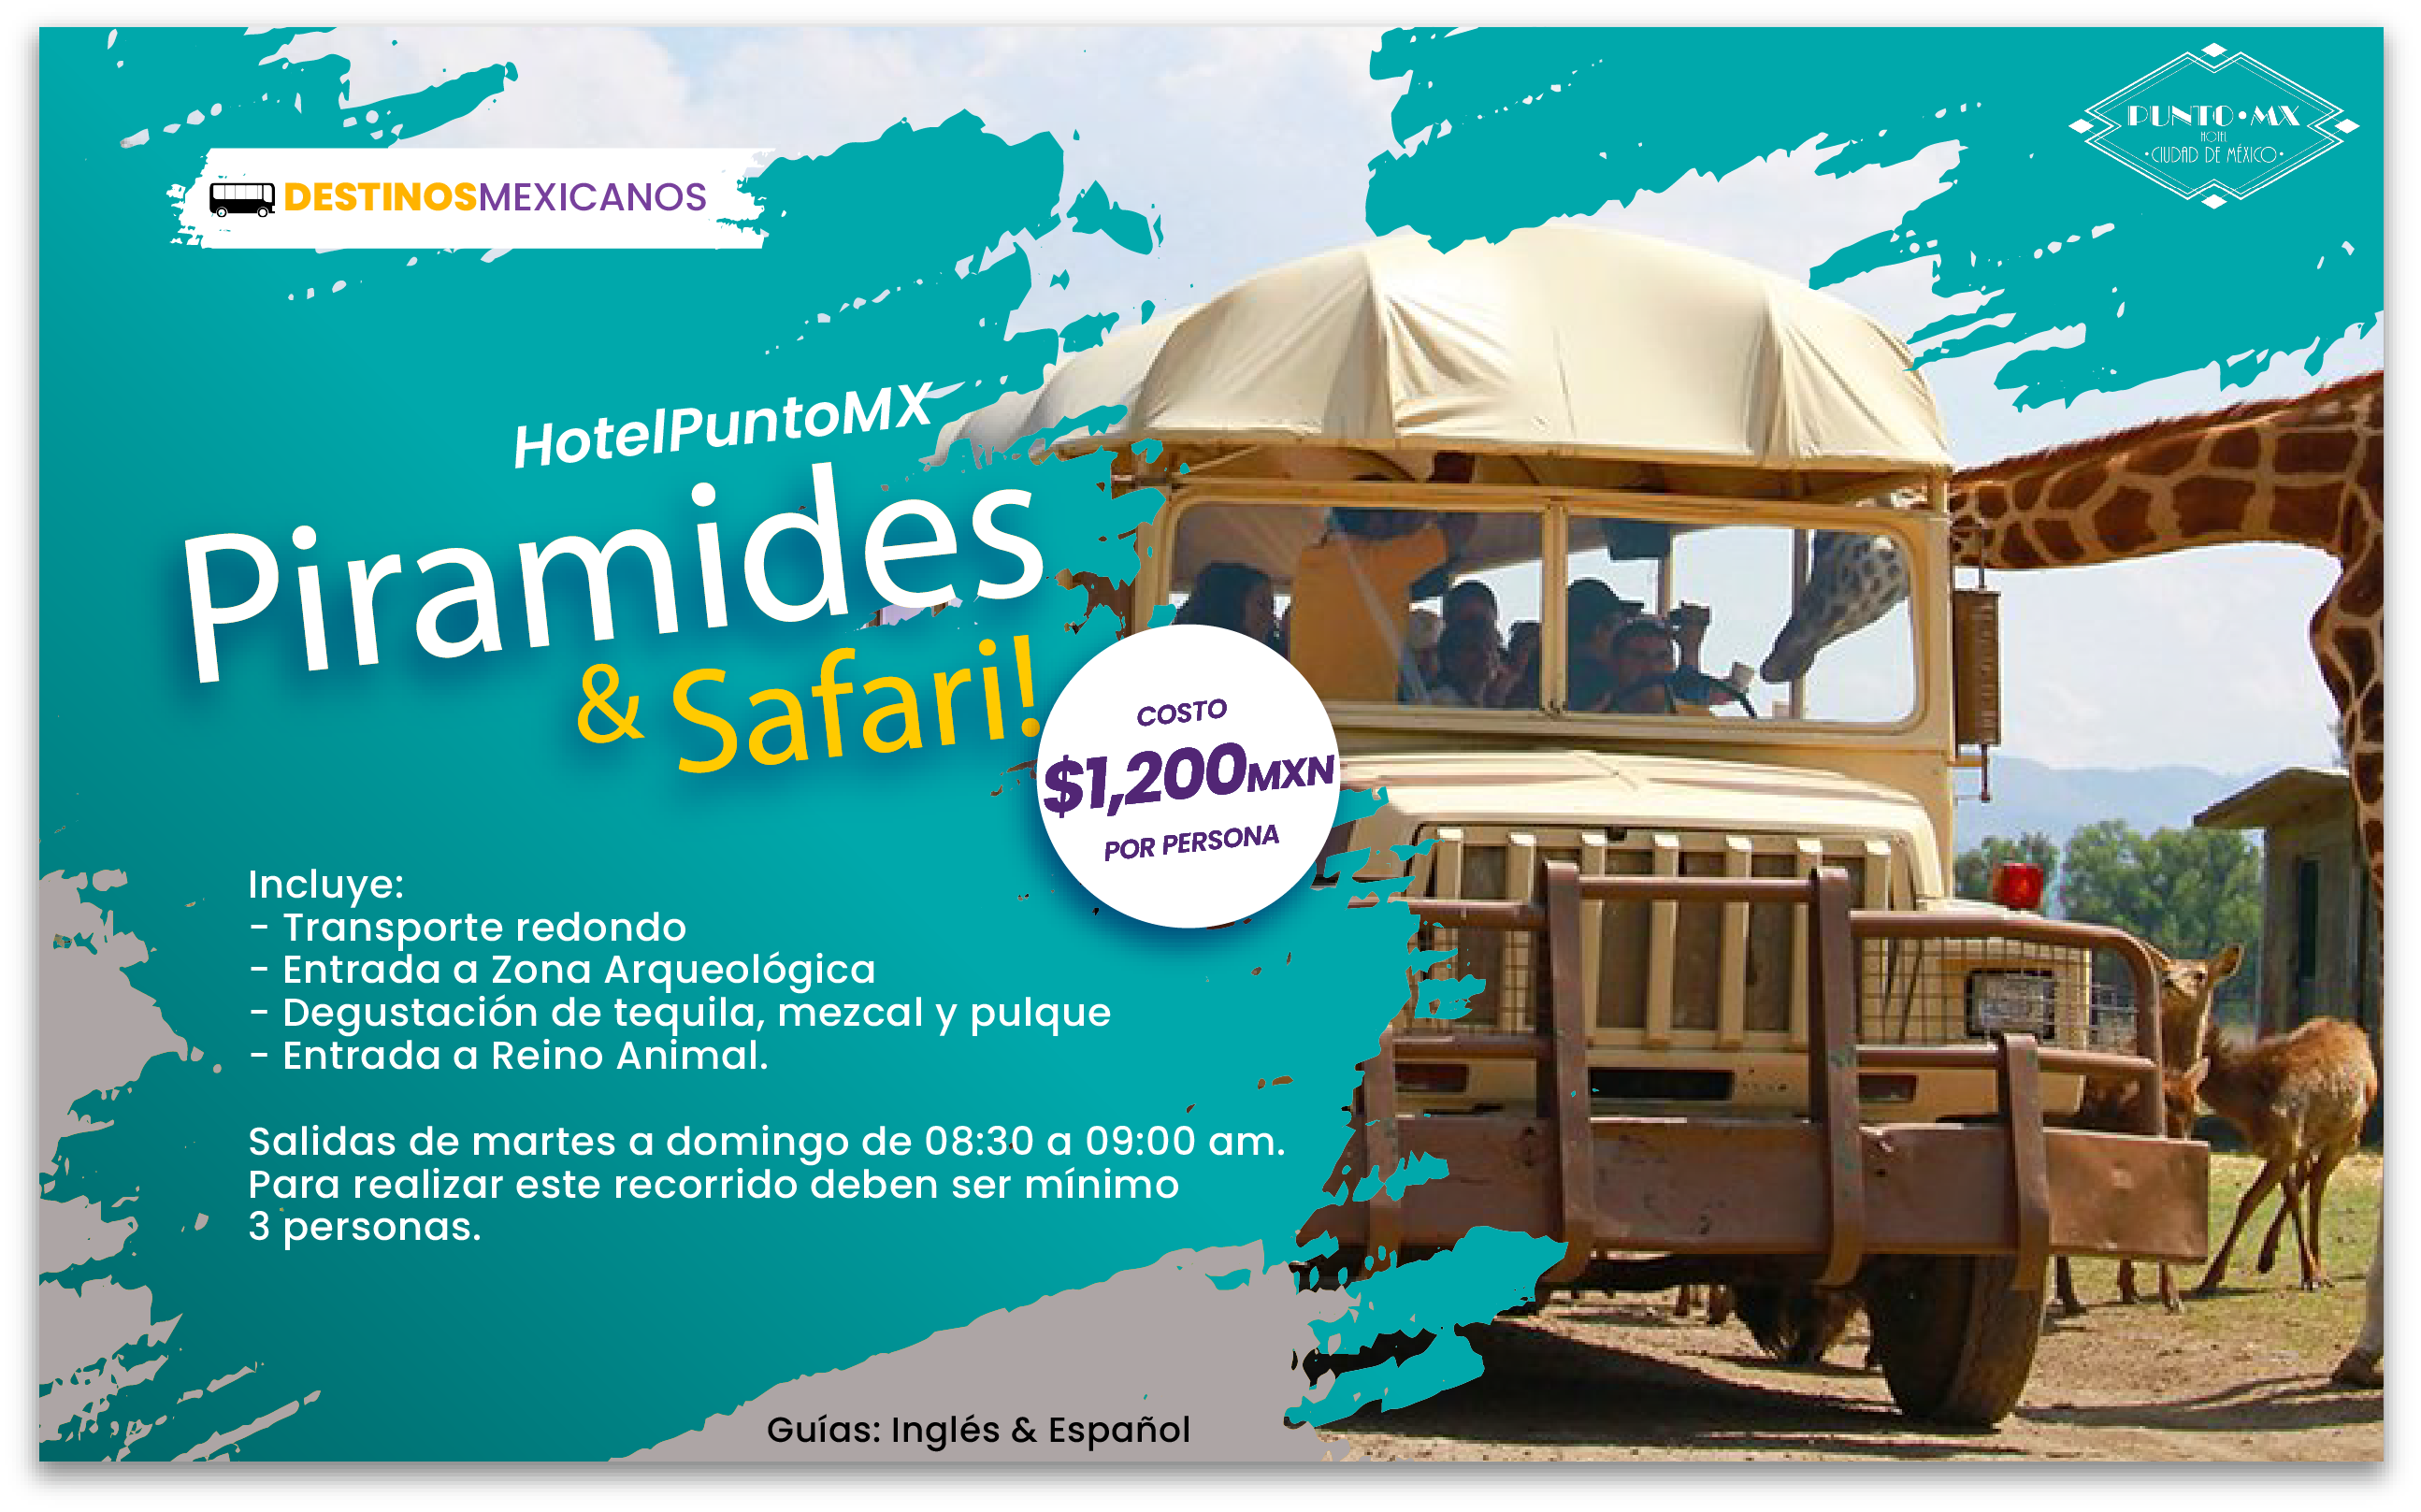 PUNTO•MX
HOTEL
•CIUDAD DE MÉXICO•
DESTINOSMEXICANOS
HotelPuntoMX
Piramides
& Safari!
COSTO
$1,200MXN
POR PERSONA
Incluye:
- Transporte redondo
- Entrada a Zona Arqueológica
- Degustación de tequila, mezcal y pulque
- Entrada a Reino Animal.
Salidas de martes a domingo de 08:30 a 09:00 am.
Para realizar este recorrido deben ser mínimo
3 personas.
Guías: Inglés & Español